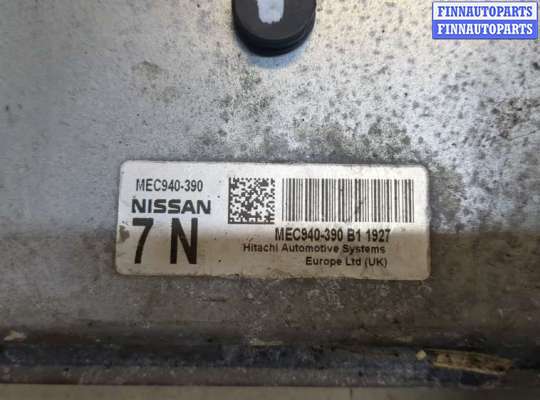 FINNAUTOPARTS
FINNAUTOPARTS
MEC940-390
NISSAN
7 N
MEC940-390 B1 1927
Hitachi Automotive Systems
Europe Ltd (UK)